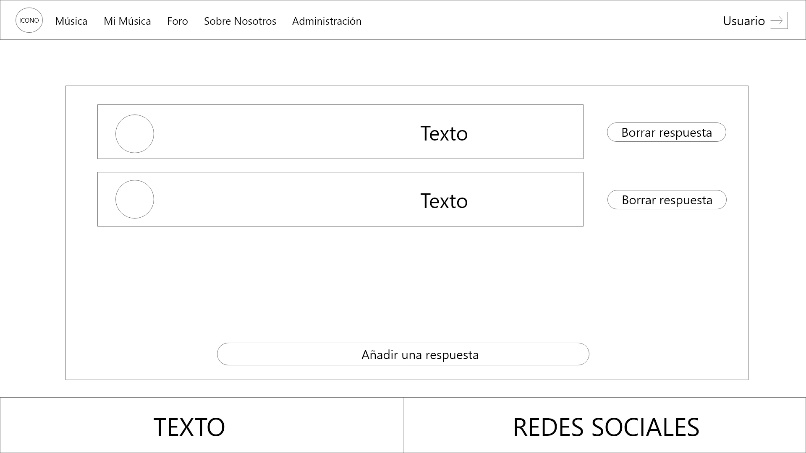 ICONO Música Mi Música Foro Sobre Nosotros Administración Usuario
Texto Borrar respuesta
Texto Borrar respuesta
Añadir una respuesta
TEXTO REDES SOCIALES